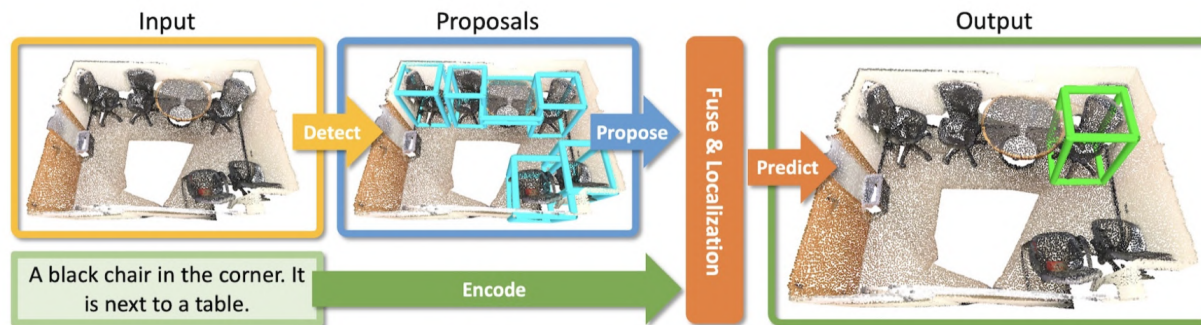 Input
Proposals
Output
Detect
Propose
Fuse & Localization
Predict
A black chair in the corner. It
is next to a table.
Encode